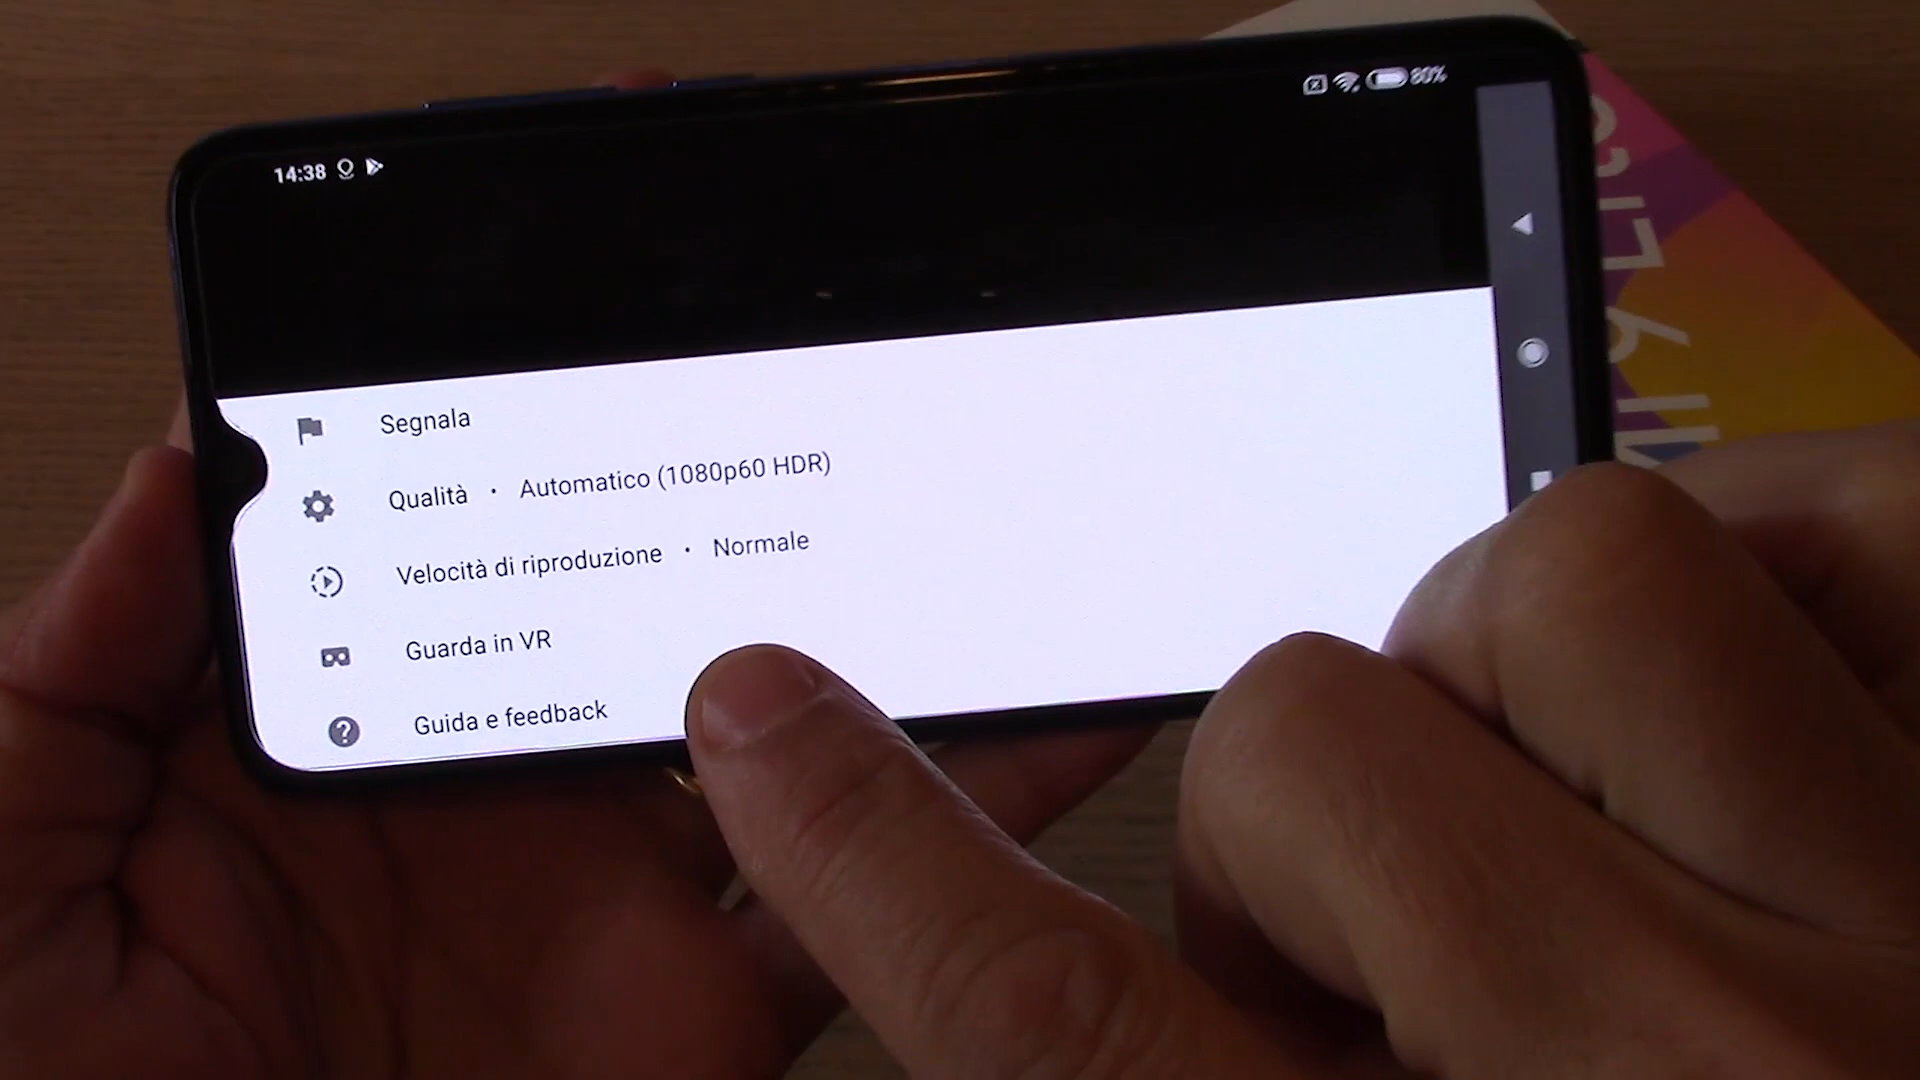 14:38
80%
Segnala
Qualità • Automatico (1080p60 HDR)
Velocità di riproduzione • Normale
Guarda in VR
Guida e feedback